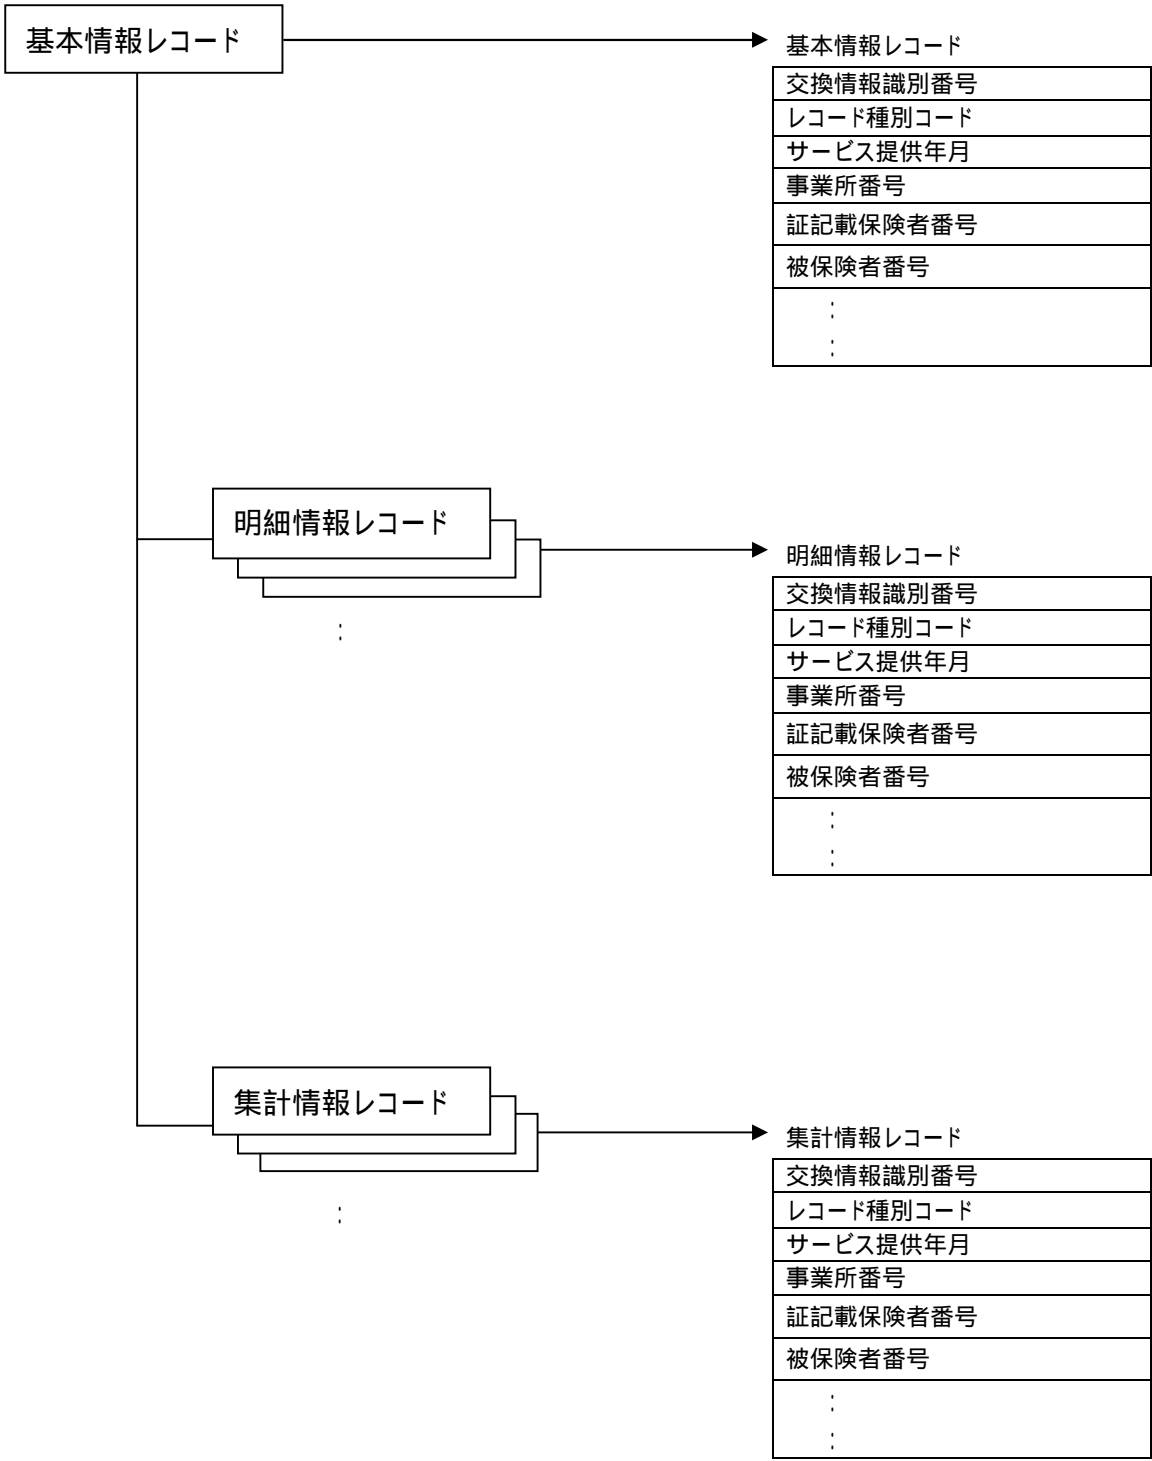 基本情報レコード
基本情報レコード
交換情報識別番号
レコード種別コード
サービス提供年月
事業所番号
証記載保険者番号
被保険者番号
:
:
明細情報レコード
:
明細情報レコード
交換情報識別番号
レコード種別コード
サービス提供年月
事業所番号
証記載保険者番号
被保険者番号
:
:
集計情報レコード
:
集計情報レコード
交換情報識別番号
レコード種別コード
サービス提供年月
事業所番号
証記載保険者番号
被保険者番号
:
: